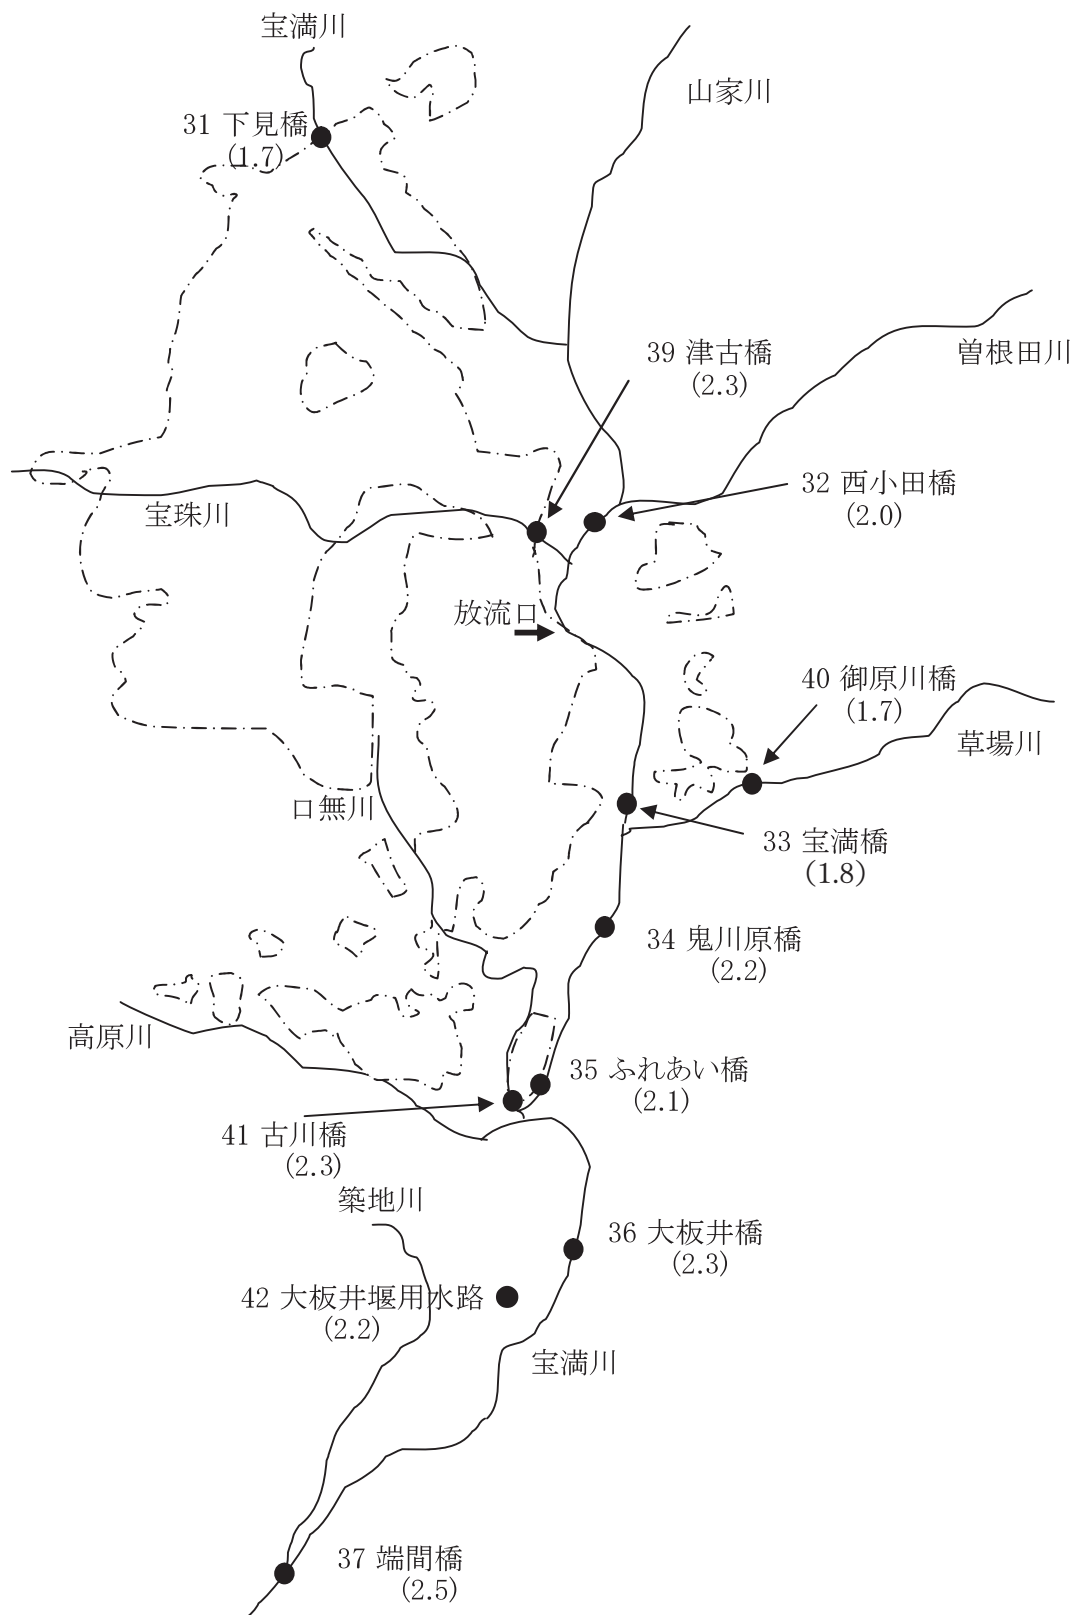 宝満川
山家川
31 下見橋
(1.7)
39 津古橋
(2.3)
曽根田川
32 西小田橋
(2.0)
宝珠川
放流口
40 御原川橋
(1.7)
草場川
口無川
33 宝満橋
(1.8)
34 鬼川原橋
(2.2)
高原川
35 ふれあい橋
(2.1)
41 古川橋
(2.3)
築地川
36 大板井橋
(2.3)
42 大板井堰用水路
(2.2)
宝満川
37 端間橋
(2.5)